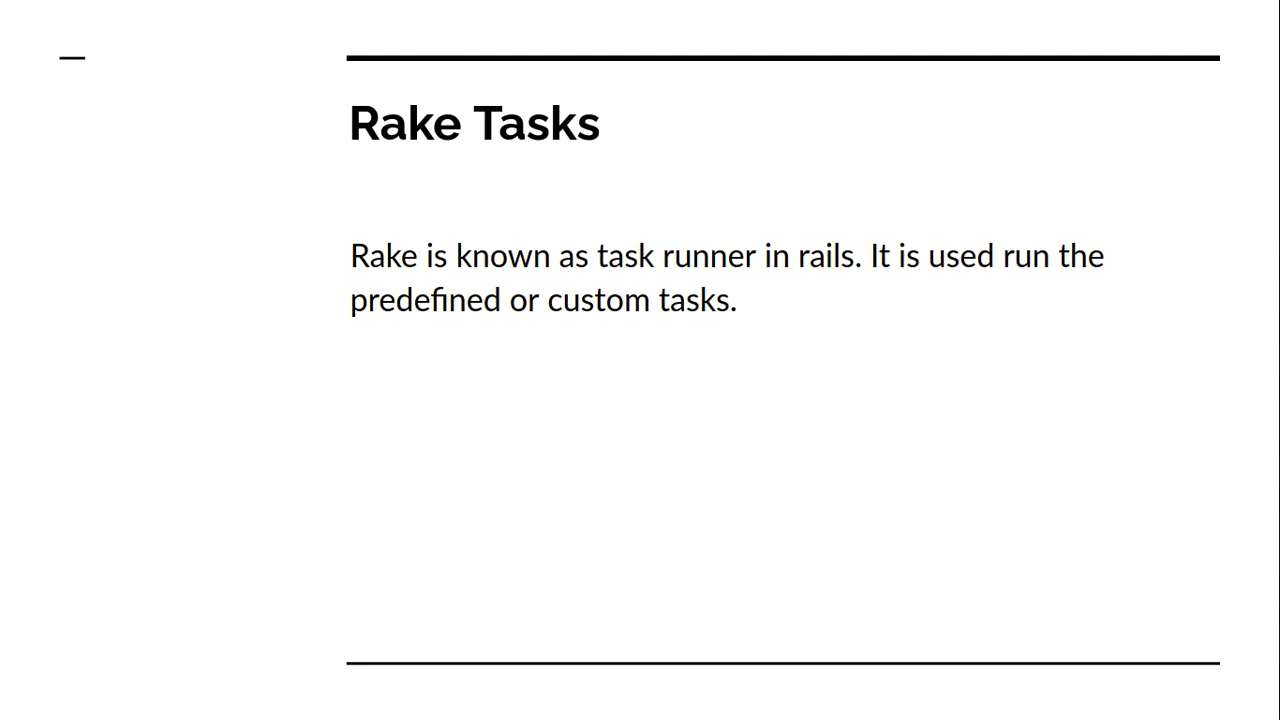 Rake Tasks
Rake is known as task runner in rails. It is used run the
predefined or custom tasks.